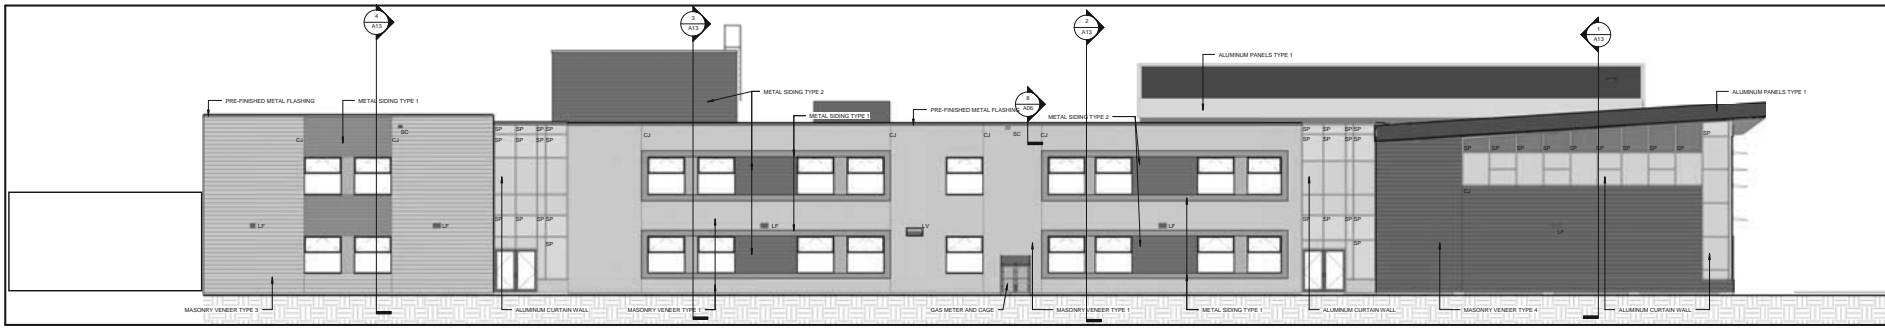 4
A13
3
A13
2
A13
1
A13
ALUMINUM PANELS TYPE 1
METAL SIDING TYPE 2
ALUMINUM PANELS TYPE 1
PRE-FINISHED METAL FLASHING
METAL SIDING TYPE 1
8
A06
PRE-FINISHED METAL FLASHING
METAL SIDING TYPE 1
METAL SIDING TYPE 2
SC
CJ
CJ
SP SP SP SP
SP SP SP SP
CJ
CJ
CJ
SC
CJ
SP SP SP SP
SP SP SP SP
SP
SP SP SP SP SP SP SP SP SP
CJ
LF
LF
SP SP SP SP
SP
LF
LV
LF
SP SP SP SP
SP
LF
MASONRY VENEER TYPE 3
ALUMINUM CURTAIN WALL
MASONRY VENEER TYPE 1
GAS METER AND CAGE
MASONRY VENEER TYPE 1
METAL SIDING TYPE 1
ALUMINUM CURTAIN WALL
MASONRY VENEER TYPE 4
ALUMINUM CURTAIN WALL